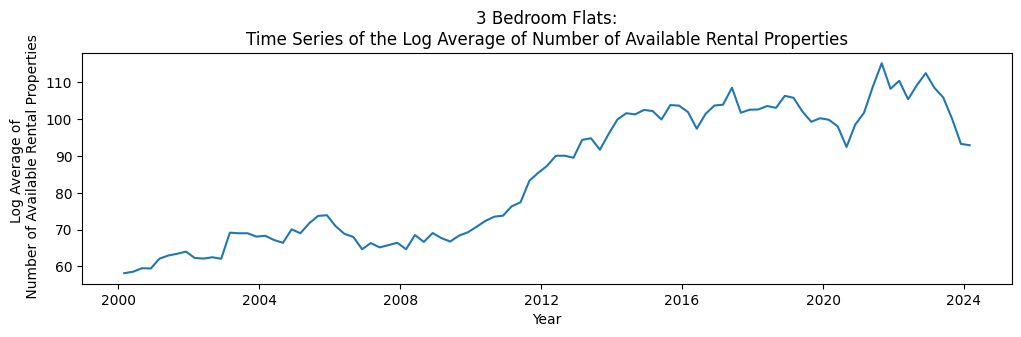 3 Bedroom Flats:
Time Series of the Log Average of Number of Available Rental Properties
Log Average of
Number of Available Rental Properties
110
100
90
80
70
60
2000
2004
2008
2012
2016
2020
2024
Year